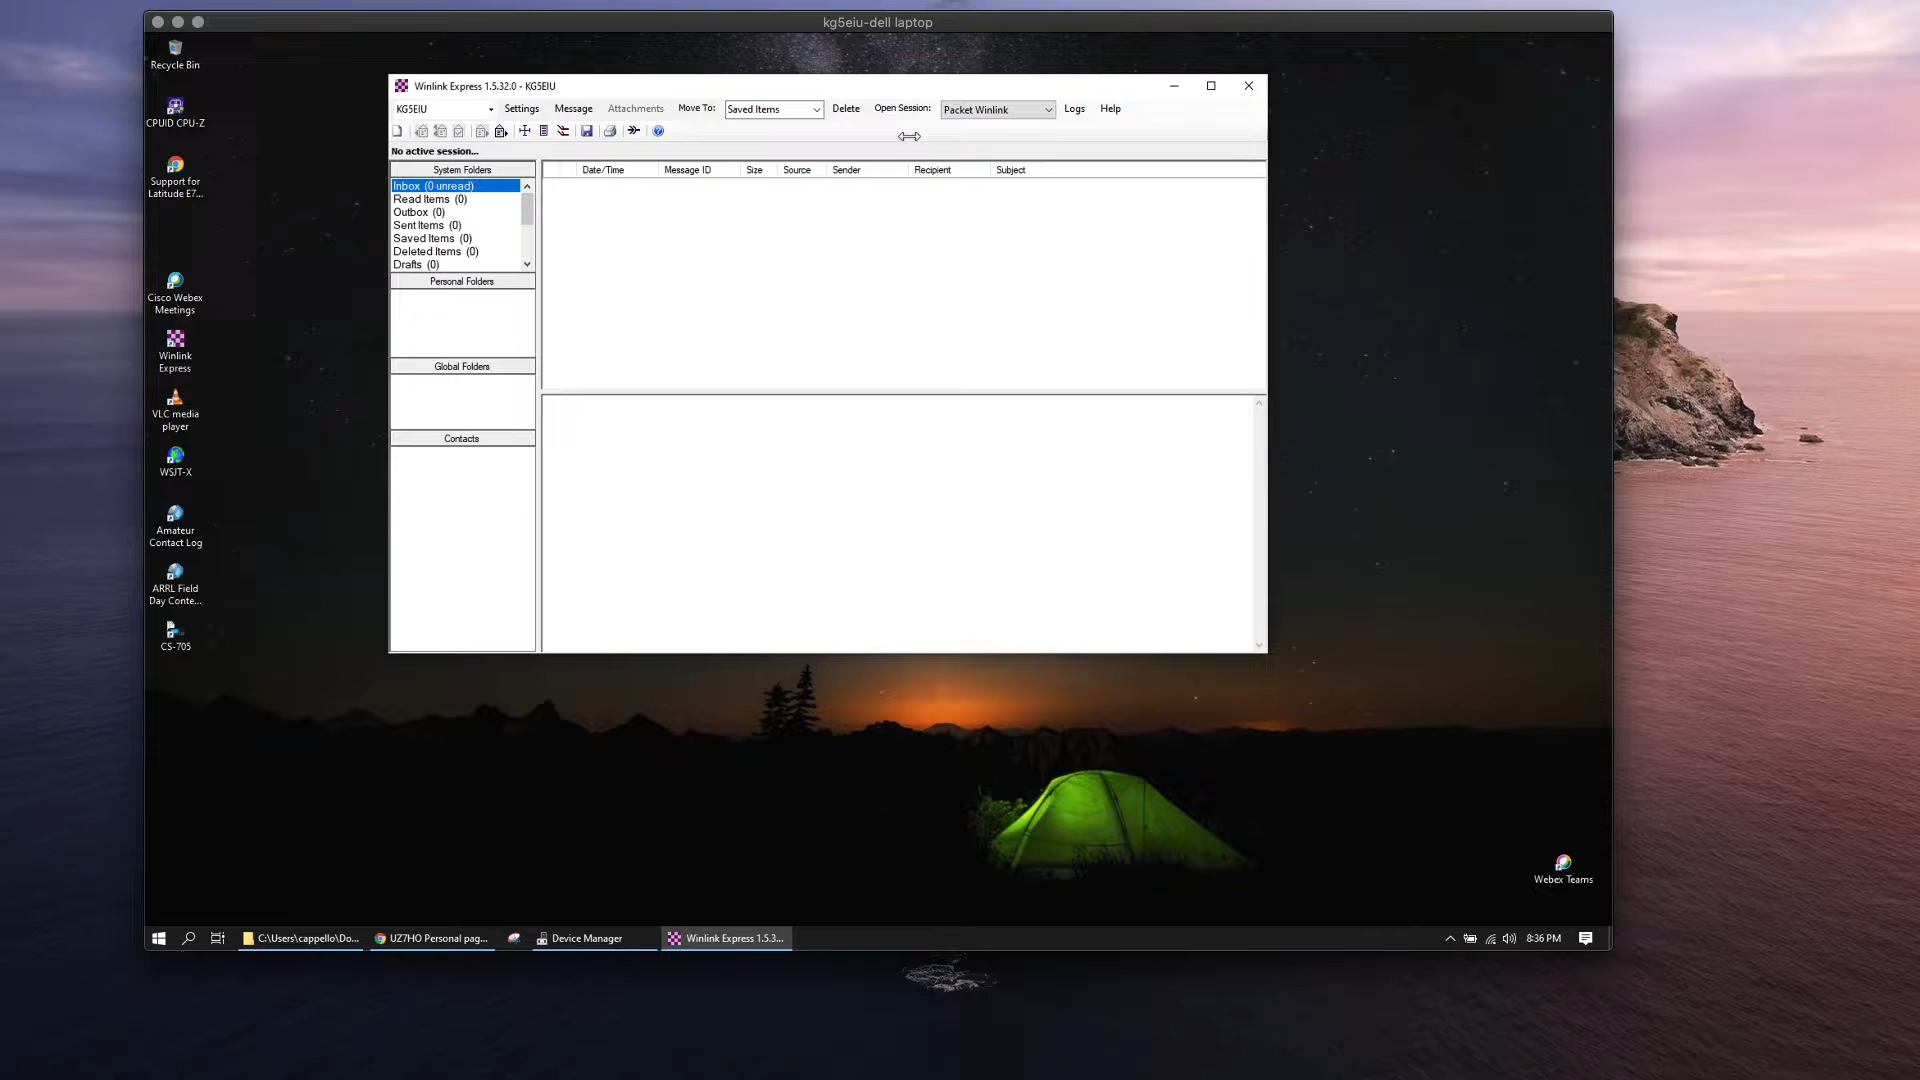 kg5eiu-dell laptop
Recycle Bin
CPUID CPU-Z
Support for
Latitude E7...
Cisco Webex
Meetings
Winlink
Express
VLC media
player
WSJT-X
Amateur
Contact Log
ARRL Field
Day Conte...
CS-705
Winlink Express 1.5.32.0 - KG5EIU
KG5EIU Settings Message Attachments Move To: Saved Items Delete Open Session: Packet Winlink Logs Help
No active session...
System Folders
Inbox (0 unread)
Read Items (0)
Outbox (0)
Sent Items (0)
Saved Items (0)
Deleted Items (0)
Drafts (0)
Personal Folders
Global Folders
Contacts
Date/Time Message ID Size Source Sender Recipient Subject
Webex Teams
C:\Users\cappello\Do... UZ7HO Personal pag... Device Manager Winlink Express 1.5.3... 8:36 PM